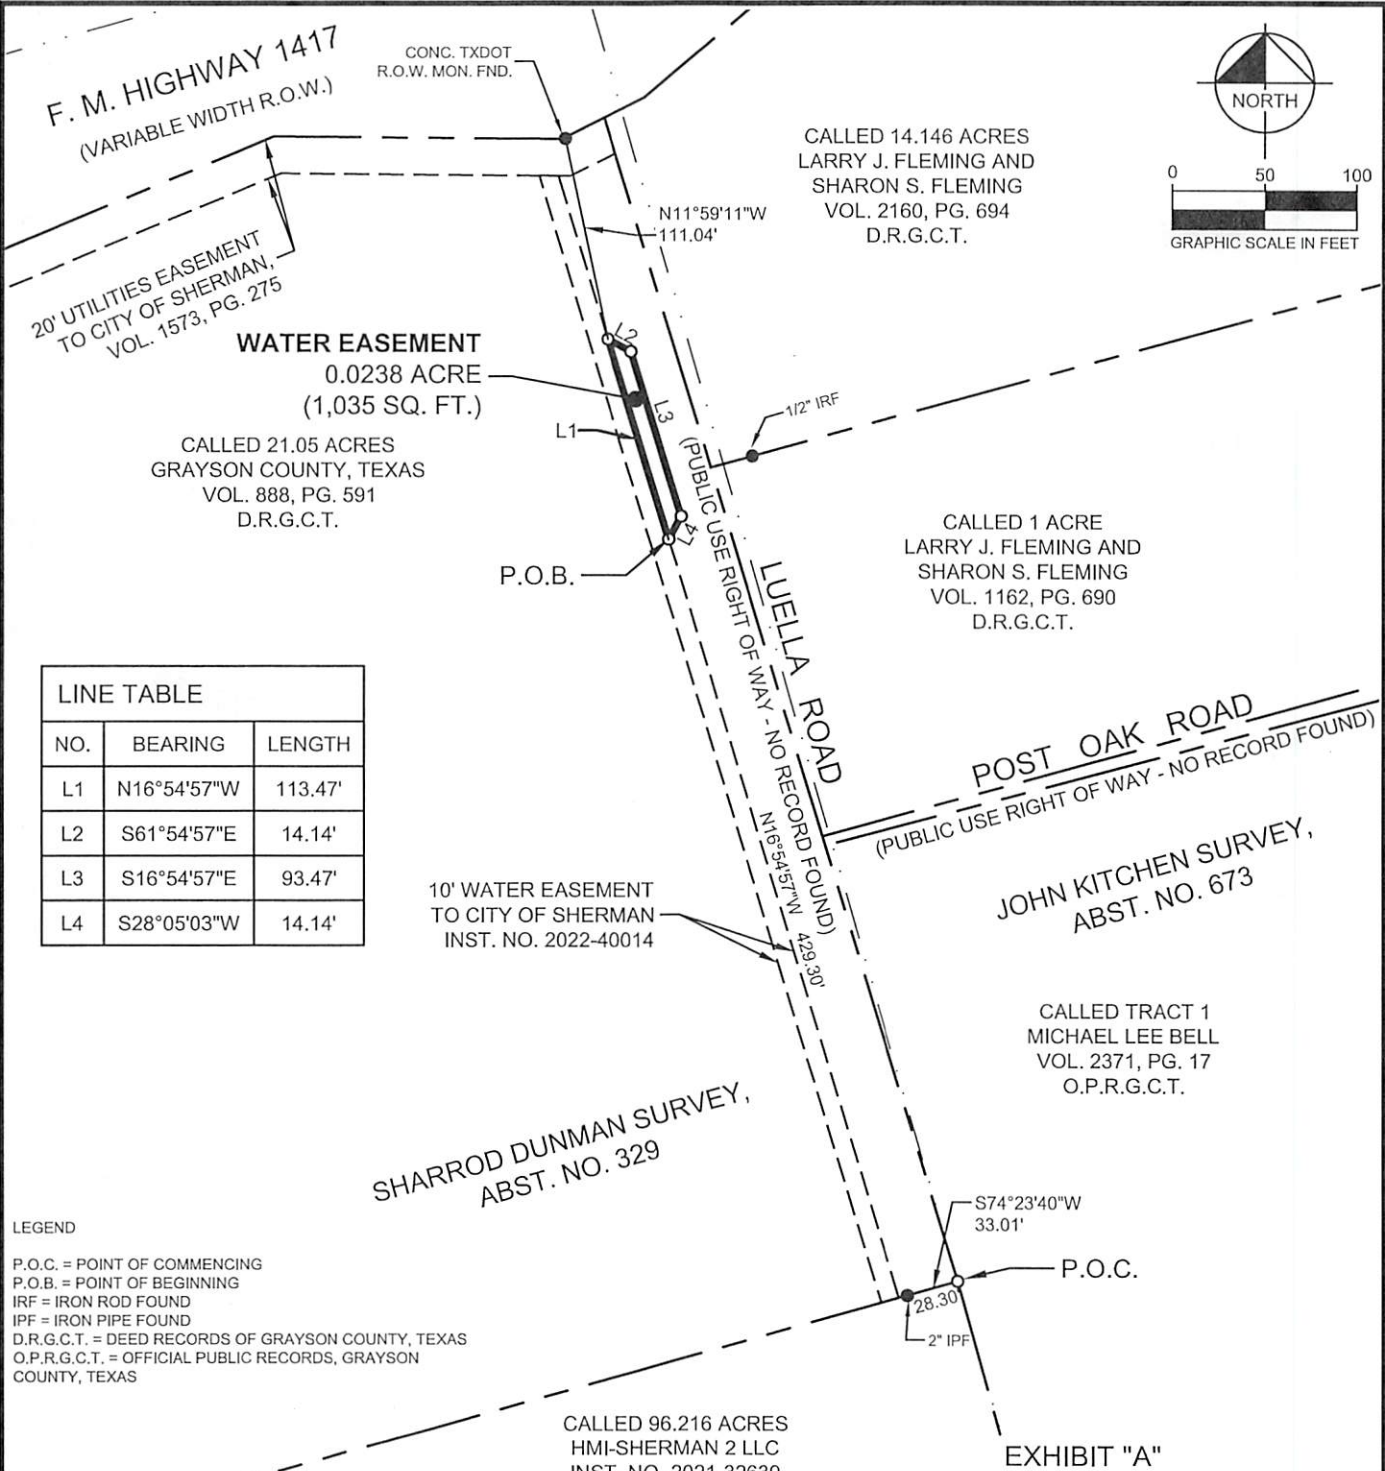 F. M. HIGHWAY 1417
(VARIABLE WIDTH R.O.W.)
CONC. TXDOT
R.O.W. MON. FND.
NORTH
0 50 100
GRAPHIC SCALE IN FEET
CALLED 14.146 ACRES
LARRY J. FLEMING AND
SHARON S. FLEMING
VOL. 2160, PG. 694
D.R.G.C.T.
N11°59'11"W
111.04'
20' UTILITIES EASEMENT
TO CITY OF SHERMAN,
VOL. 1573, PG. 275
WATER EASEMENT
0.0238 ACRE
(1,035 SQ. FT.)
L2
L3
L1
L4
1/2" IRF
CALLED 21.05 ACRES
GRAYSON COUNTY, TEXAS
VOL. 888, PG. 591
D.R.G.C.T.
P.O.B.
CALLED 1 ACRE
LARRY J. FLEMING AND
SHARON S. FLEMING
VOL. 1162, PG. 690
D.R.G.C.T.
LUELLA ROAD
(PUBLIC USE RIGHT OF WAY - NO RECORD FOUND)
POST OAK ROAD
(PUBLIC USE RIGHT OF WAY - NO RECORD FOUND)
LINE TABLE
NO. BEARING LENGTH
L1 N16°54'57"W 113.47'
L2 S61°54'57"E 14.14'
L3 S16°54'57"E 93.47'
L4 S28°05'03"W 14.14'
N16°54'57"W 429.30'
10' WATER EASEMENT
TO CITY OF SHERMAN
INST. NO. 2022-40014
JOHN KITCHEN SURVEY,
ABST. NO. 673
CALLED TRACT 1
MICHAEL LEE BELL
VOL. 2371, PG. 17
O.P.R.G.C.T.
SHARROD DUNMAN SURVEY,
ABST. NO. 329
S74°23'40"W
33.01'
P.O.C.
28.30'
2" IPF
LEGEND
P.O.C. = POINT OF COMMENCING
P.O.B. = POINT OF BEGINNING
IRF = IRON ROD FOUND
IPF = IRON PIPE FOUND
D.R.G.C.T. = DEED RECORDS OF GRAYSON COUNTY, TEXAS
O.P.R.G.C.T. = OFFICIAL PUBLIC RECORDS, GRAYSON
COUNTY, TEXAS
CALLED 96.216 ACRES
HMI-SHERMAN 2 LLC
INST. NO. 2021-32639
EXHIBIT "A"